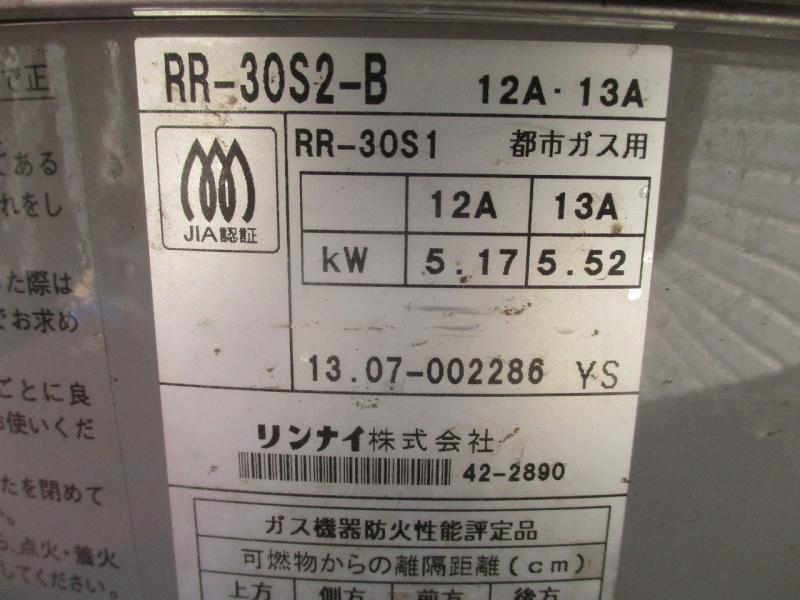 RR-30S2-B 12A・13A
JIA認証
RR-30S1 都市ガス用
12A 13A
kW 5.17 5.52
13.07-002286 YS
リンナイ株式会社
42-2890
ガス機器防火性能評定品
可燃物からの離隔距離(cm)
上方 側方 前方 後方
で正
てある
れをし
た際は
でお求め
ごとに良
お使いくだ
たを閉めて
い。
ら、点火・着火
してください。